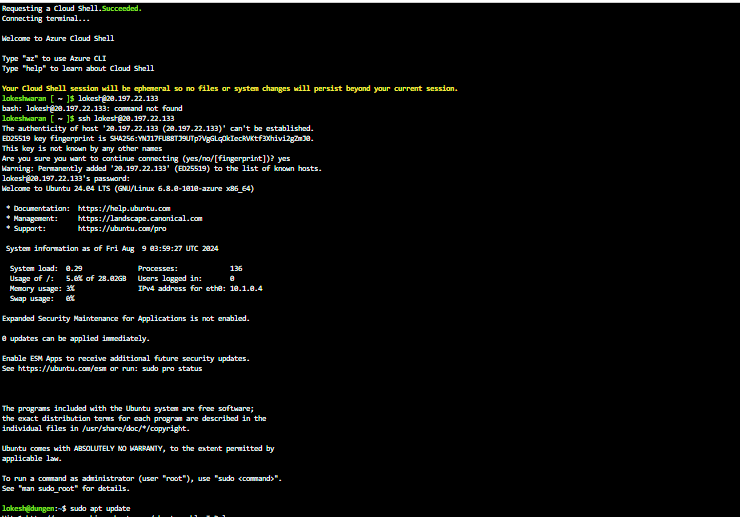 Requesting a Cloud Shell.Succeeded.
Connecting terminal...
Welcome to Azure Cloud Shell
Type "az" to use Azure CLI
Type "help" to learn about Cloud Shell
Your Cloud Shell session will be ephemeral so no files or system changes will persist beyond your current session.
lokeshwaran [ ~ ]$ lokesh@20.197.22.133
bash: lokesh@20.197.22.133: command not found
lokeshwaran [ ~ ]$ ssh lokesh@20.197.22.133
The authenticity of host '20.197.22.133 (20.197.22.133)' can't be established.
ED25519 key fingerprint is
This key is not known by any other names
Are you sure you want to continue connecting (yes/no/[fingerprint])? yes
Warning: Permanently added '20.197.22.133' (ED25519) to the list of known hosts.
lokesh@20.197.22.133's password:
Welcome to Ubuntu 24.04 LTS (GNU/Linux 6.8.0-1010-azure x86_64)
* Documentation:  https://help.ubuntu.com
* Management:     https://landscape.canonical.com
* Support:        https://ubuntu.com/pro
System information as of Fri Aug  9 03:59:27 UTC 2024
System load:  0.29              Processes:             136
Usage of /:   5.0% of 28.02GB   Users logged in:       0
Memory usage: 3%                IPv4 address for eth0: 10.1.0.4
Swap usage:   0%
Expanded Security Maintenance for Applications is not enabled.
0 updates can be applied immediately.
Enable ESM Apps to receive additional future security updates.
See https://ubuntu.com/esm or run: sudo pro status
The programs included with the Ubuntu system are free software;
the exact distribution terms for each program are described in the
individual files in /usr/share/doc/*/copyright.
Ubuntu comes with ABSOLUTELY NO WARRANTY, to the extent permitted by
applicable law.
To run a command as administrator (user "root"), use "sudo <command>".
See "man sudo_root" for details.
lokesh@dungen:~$ sudo apt update